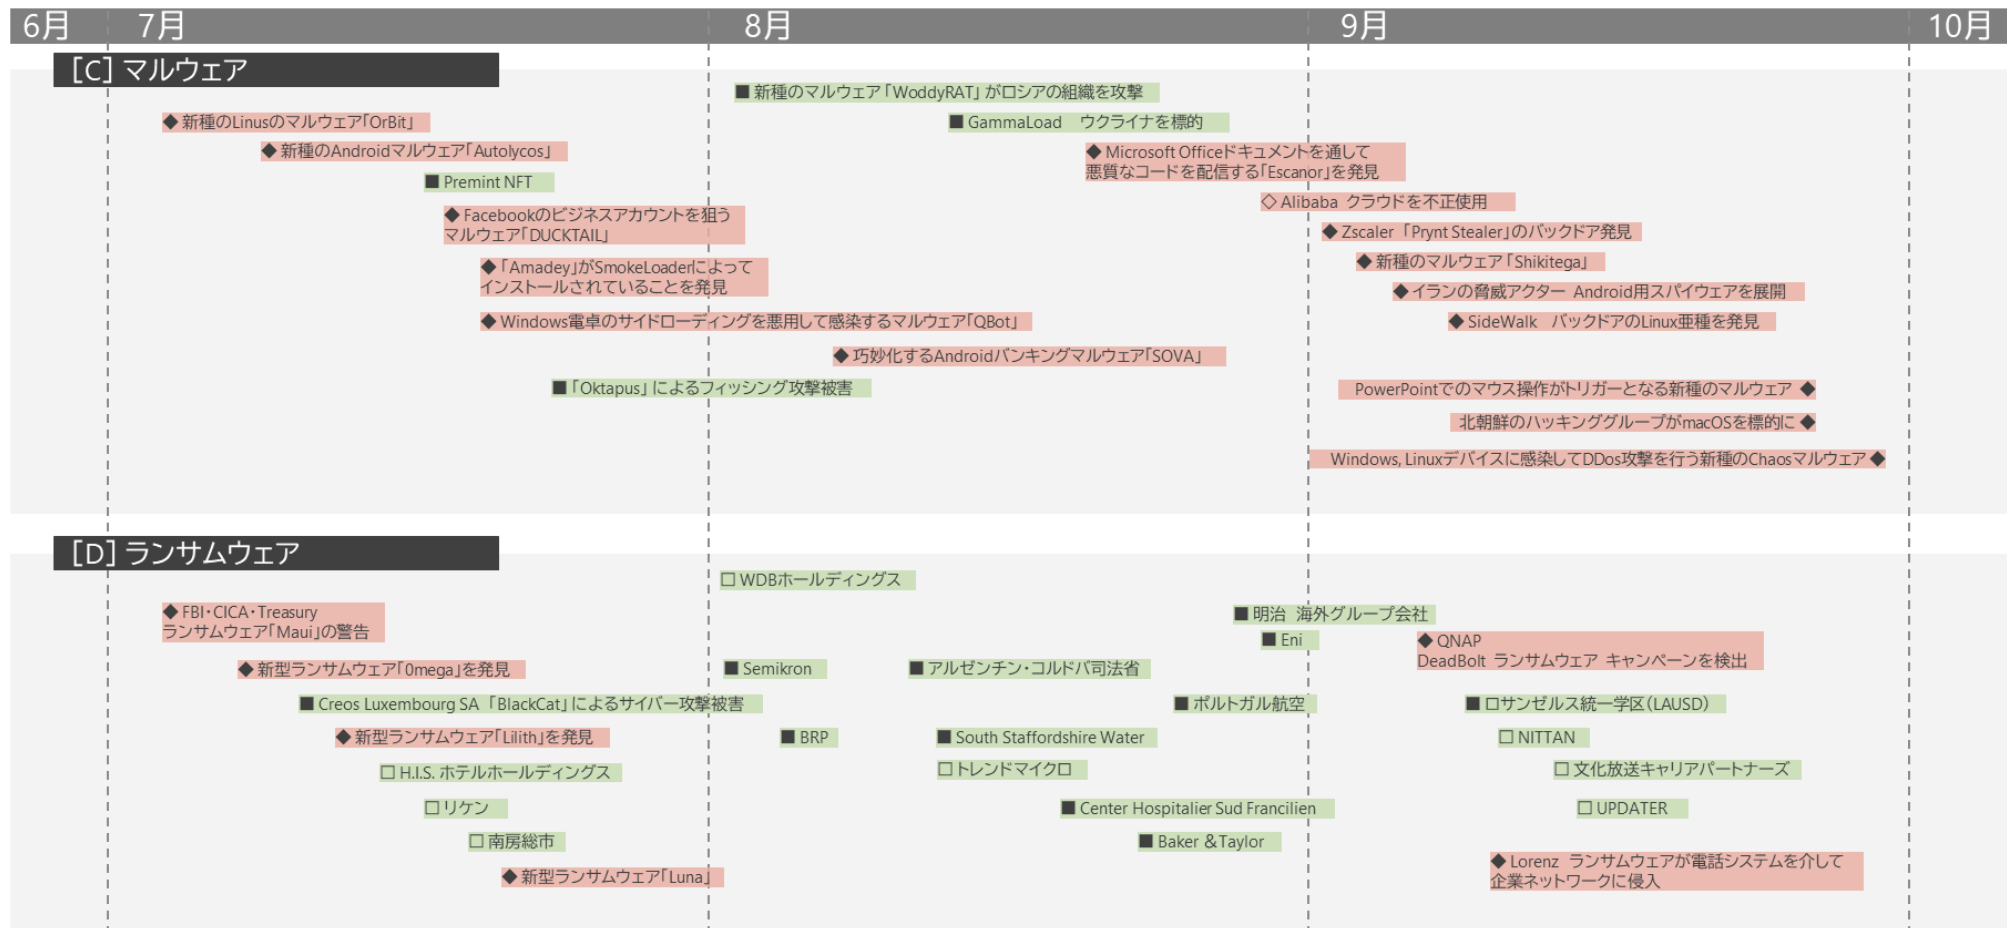 6月 7月 8月 9月 10月
[C] マルウェア
■ 新種のマルウェア「WoddyRAT」がロシアの組織を攻撃
◆ 新種のLinusのマルウェア「OrBit」
■ GammaLoad ウクライナを標的
◆ 新種のAndroidマルウェア「Autolycos」
◆ Microsoft Officeドキュメントを通して
悪質なコードを配信する「Escanor」を発見
■ Premint NFT
◇ Alibaba クラウドを不正使用
◆ Facebookのビジネスアカウントを狙う
マルウェア「DUCKTAIL」
◆ Zscaler 「Prynt Stealer」のバックドア発見
◆ 「Amadey」がSmokeLoaderによって
インストールされていることを発見
◆ 新種のマルウェア「Shikitega」
◆ イランの脅威アクター Android用スパイウェアを展開
◆ Windows電卓のサイドローディングを悪用して感染するマルウェア「QBot」
◆ SideWalk バックドアのLinux亜種を発見
◆ 巧妙化するAndroidバンキングマルウェア「SOVA」
■ 「Oktapus」によるフィッシング攻撃被害
PowerPointでのマウス操作がトリガーとなる新種のマルウェア ◆
北朝鮮のハッキンググループがmacOSを標的に ◆
Windows, Linuxデバイスに感染してDDos攻撃を行う新種のChaosマルウェア ◆
[D] ランサムウェア
□ WDBホールディングス
◆ FBI・CICA・Treasury
ランサムウェア「Maui」の警告
■ 明治 海外グループ会社
■ Eni
◆ QNAP
DeadBolt ランサムウェア キャンペーンを検出
◆ 新型ランサムウェア「0mega」を発見
■ Semikron
■ アルゼンチン・コルドバ司法省
■ Creos Luxembourg SA 「BlackCat」によるサイバー攻撃被害
■ ポルトガル航空
■ ロサンゼルス統一学区(LAUSD)
◆ 新型ランサムウェア「Lilith」を発見
■ BRP
■ South Staffordshire Water
□ NITTAN
□ H.I.S. ホテルホールディングス
□ トレンドマイクロ
□ 文化放送キャリアパートナーズ
□ リケン
■ Center Hospitalier Sud Francilien
□ UPDATER
□ 南房総市
■ Baker &Taylor
◆ 新型ランサムウェア「Luna」
◆ Lorenz ランサムウェアが電話システムを介して
企業ネットワークに侵入